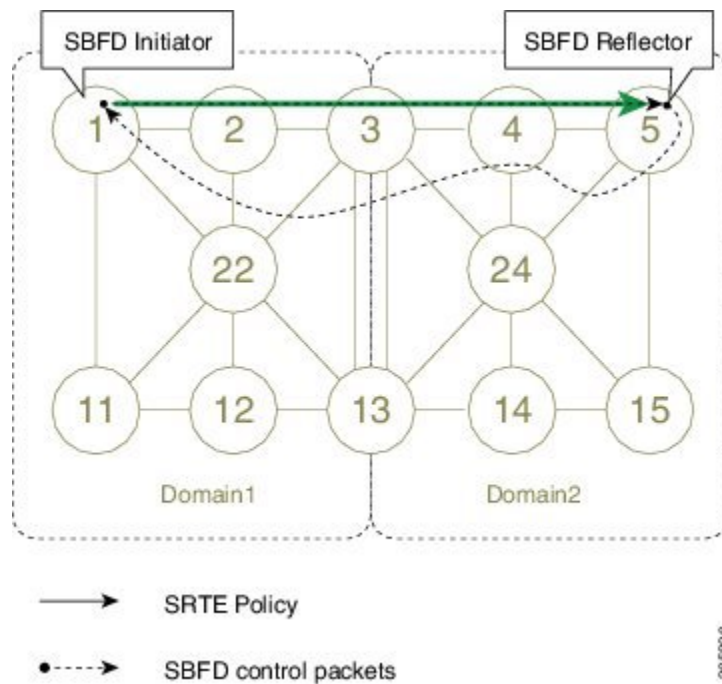 SBFD Initiator
SBFD Reflector
1 2 3 4 5
22 24
11 12 13 14 15
Domain1 Domain2
SRTE Policy
SBFD control packets